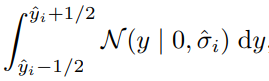 ∫_{ŷ_i−1/2}^{ŷ_i+1/2} 𝒩(y | 0, σ̂_i) dy.